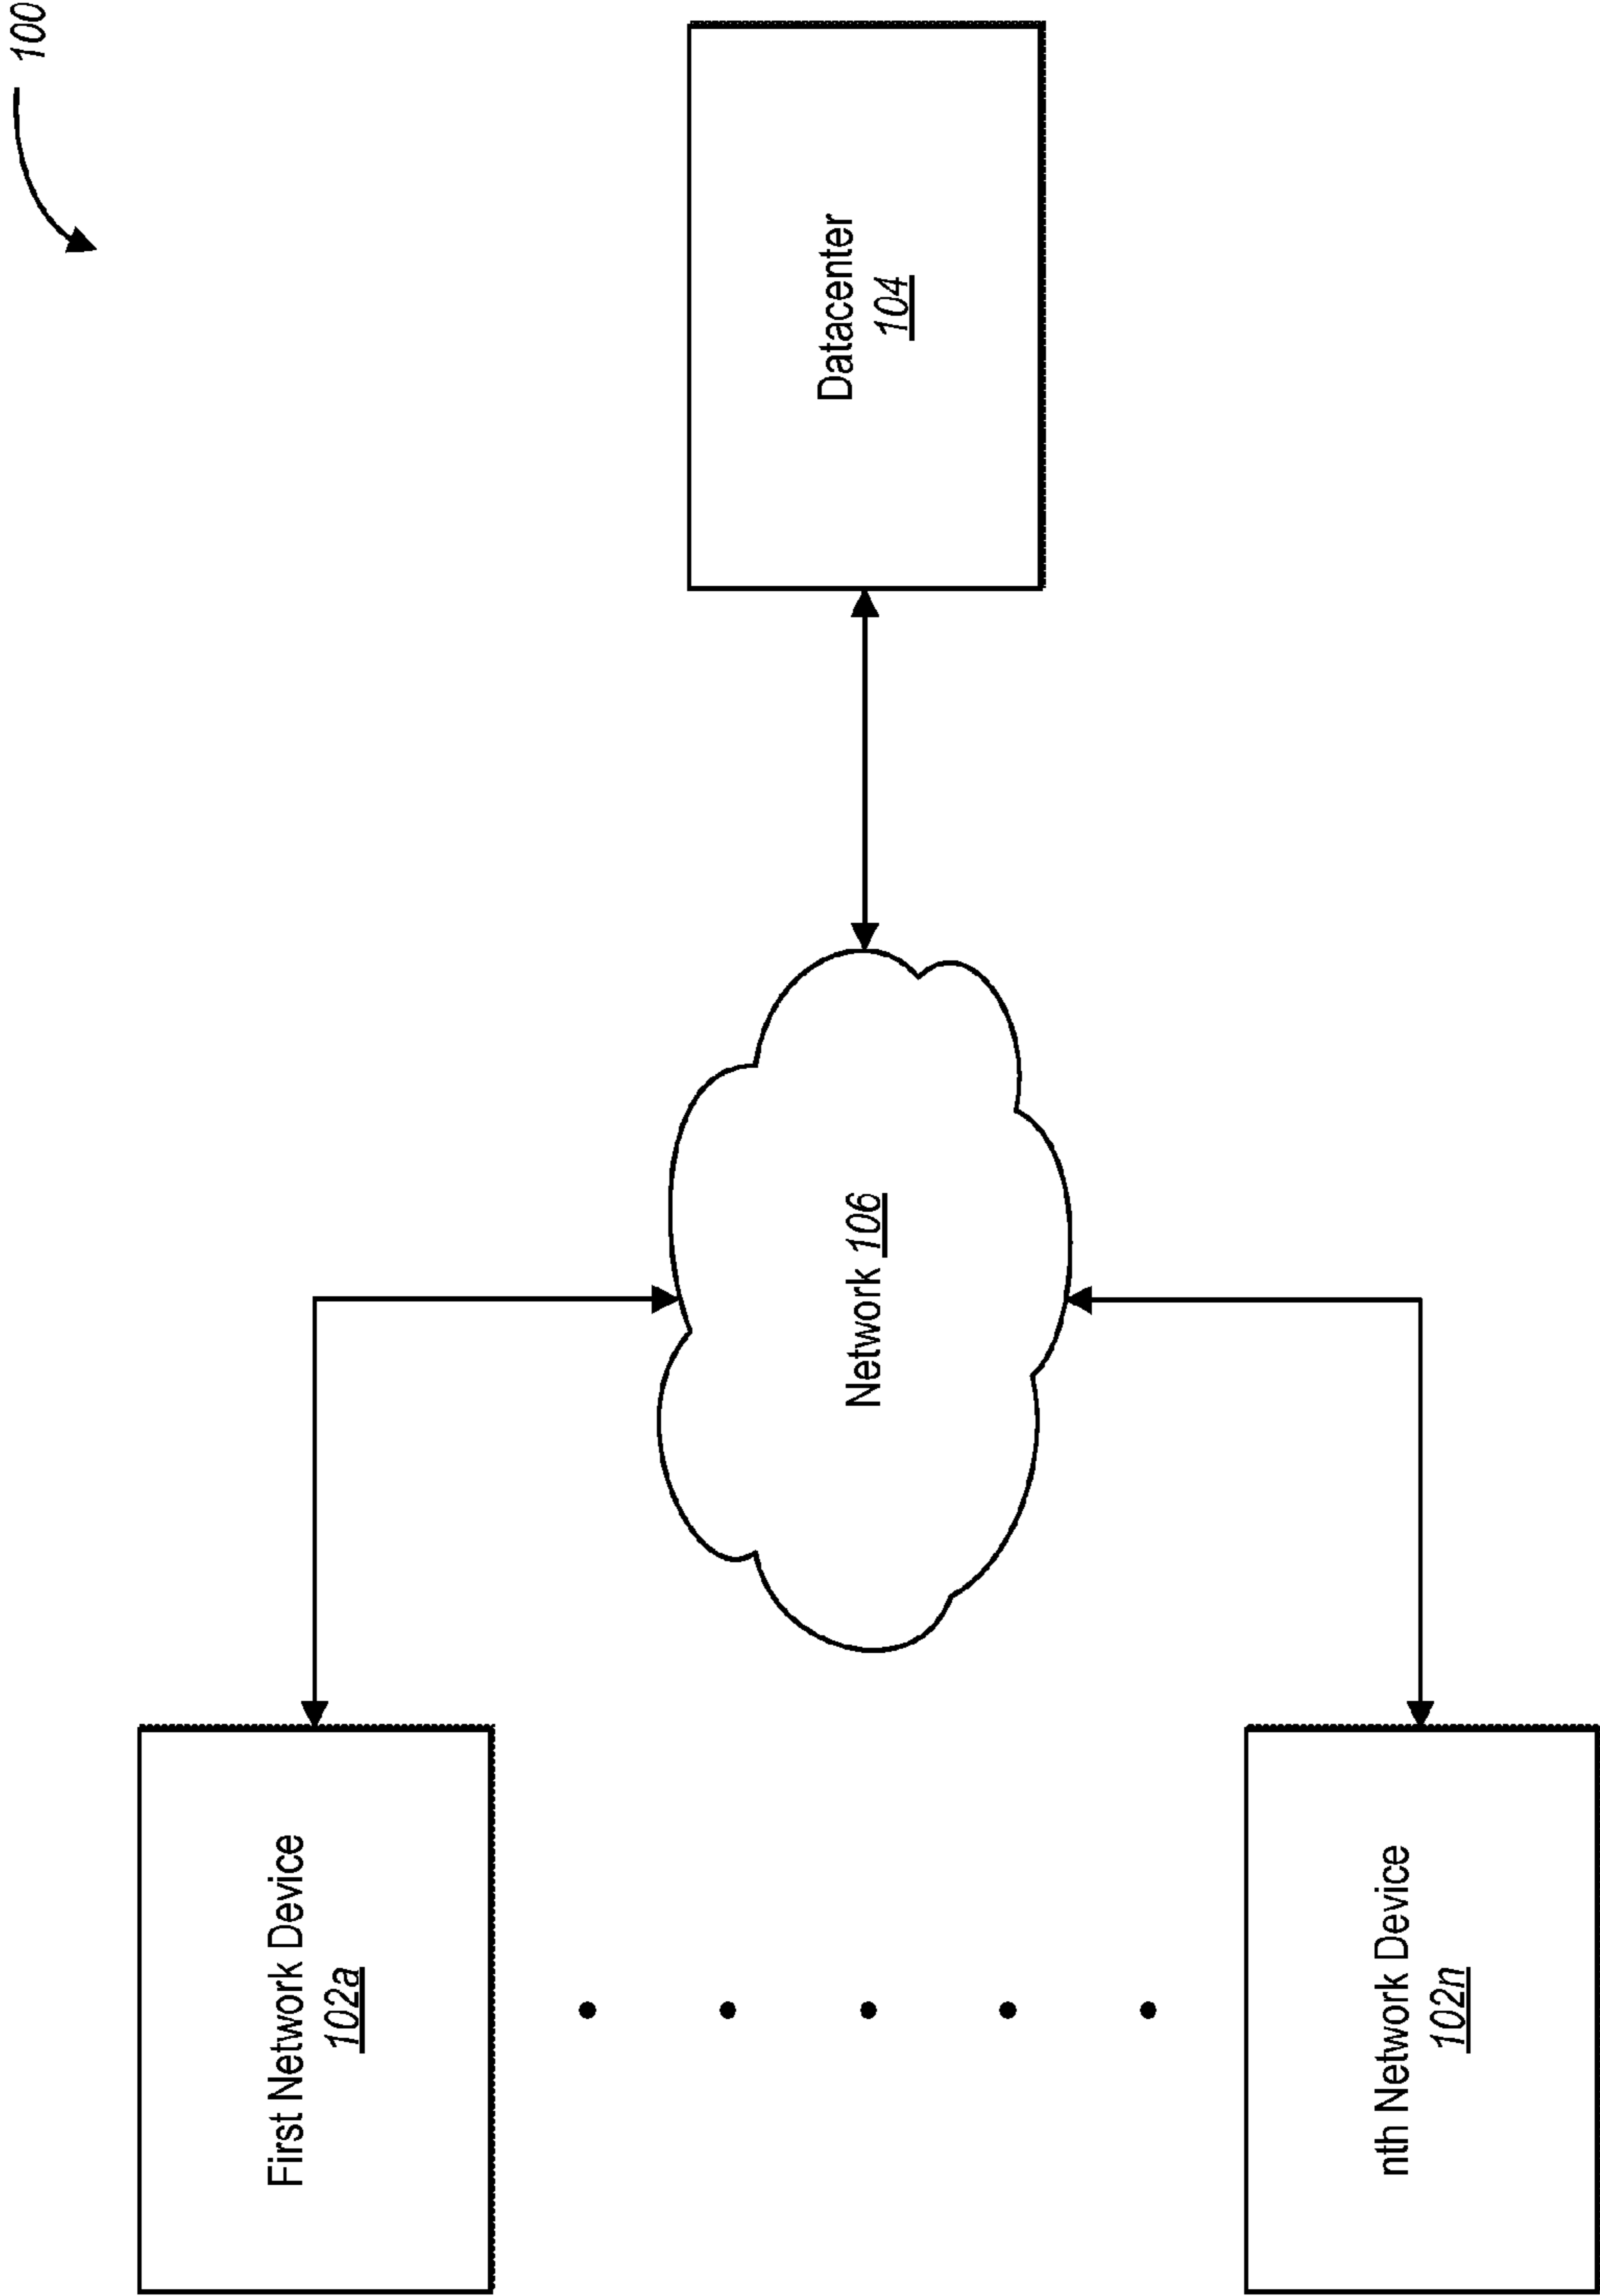 100
First Network Device
102a
Network 106
Datacenter
104
nth Network Device
102n